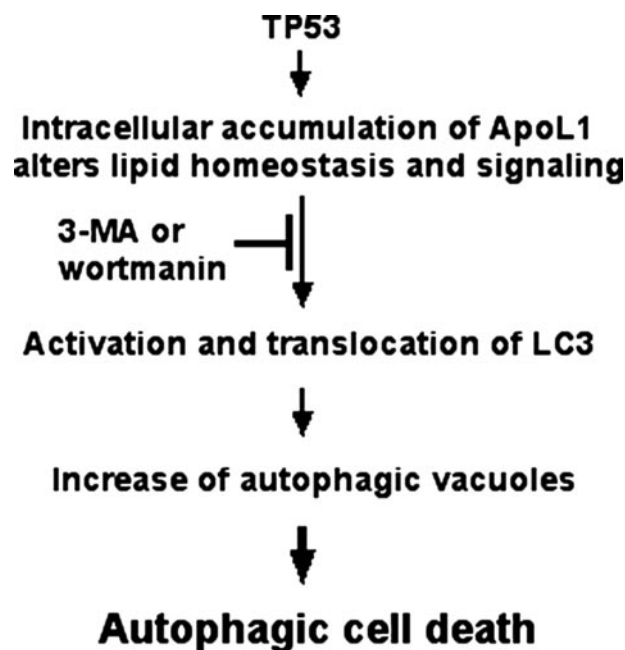 TP53
Intracellular accumulation of ApoL1
alters lipid homeostasis and signaling
3-MA or
wortmanin
Activation and translocation of LC3
Increase of autophagic vacuoles
Autophagic cell death